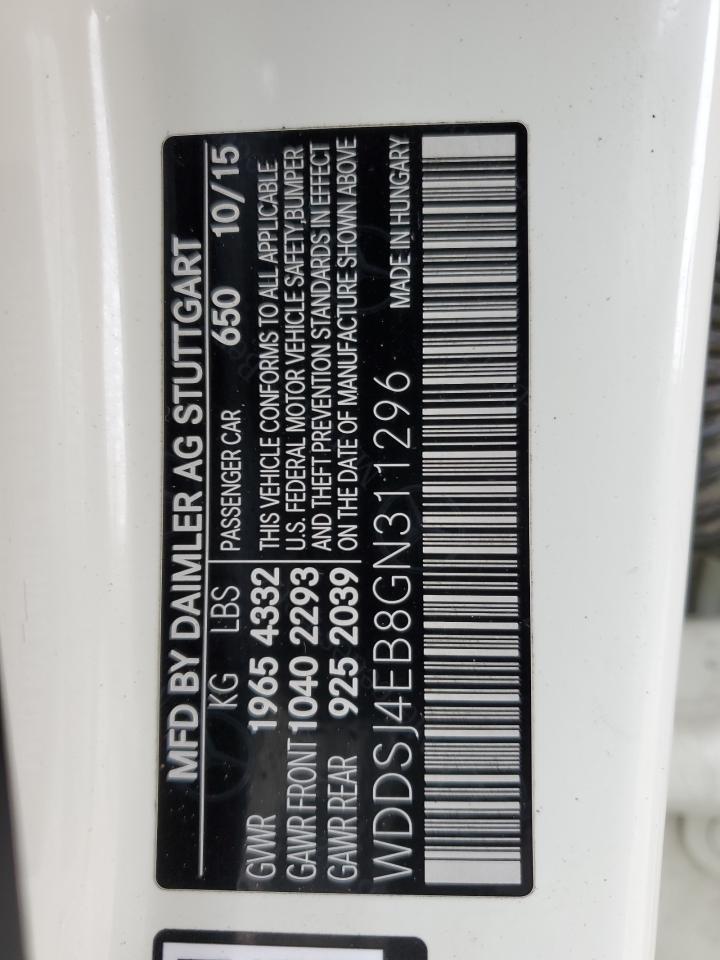 MFD BY DAIMLER AG STUTTGART
KG LBS PASSENGER CAR 650 10/15
GVWR 1965 4332 THIS VEHICLE CONFORMS TO ALL APPLICABLE
GAWR FRONT 1040 2293 U.S. FEDERAL MOTOR VEHICLE SAFETY,BUMPER
GAWR REAR 925 2039 AND THEFT PREVENTION STANDARDS IN EFFECT
ON THE DATE OF MANUFACTURE SHOWN ABOVE
WDDSJ4EB8GN311296 MADE IN HUNGARY